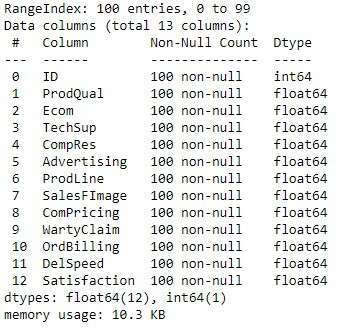 RangeIndex: 100 entries, 0 to 99
Data columns (total 13 columns):
 #   Column        Non-Null Count  Dtype
---  ------        --------------  -----
 0   ID            100 non-null    int64
 1   ProdQual      100 non-null    float64
 2   Ecom          100 non-null    float64
 3   TechSup       100 non-null    float64
 4   CompRes       100 non-null    float64
 5   Advertising   100 non-null    float64
 6   ProdLine      100 non-null    float64
 7   SalesFImage   100 non-null    float64
 8   ComPricing    100 non-null    float64
 9   WartyClaim    100 non-null    float64
 10  OrdBilling    100 non-null    float64
 11  DelSpeed      100 non-null    float64
 12  Satisfaction  100 non-null    float64
dtypes: float64(12), int64(1)
memory usage: 10.3 KB